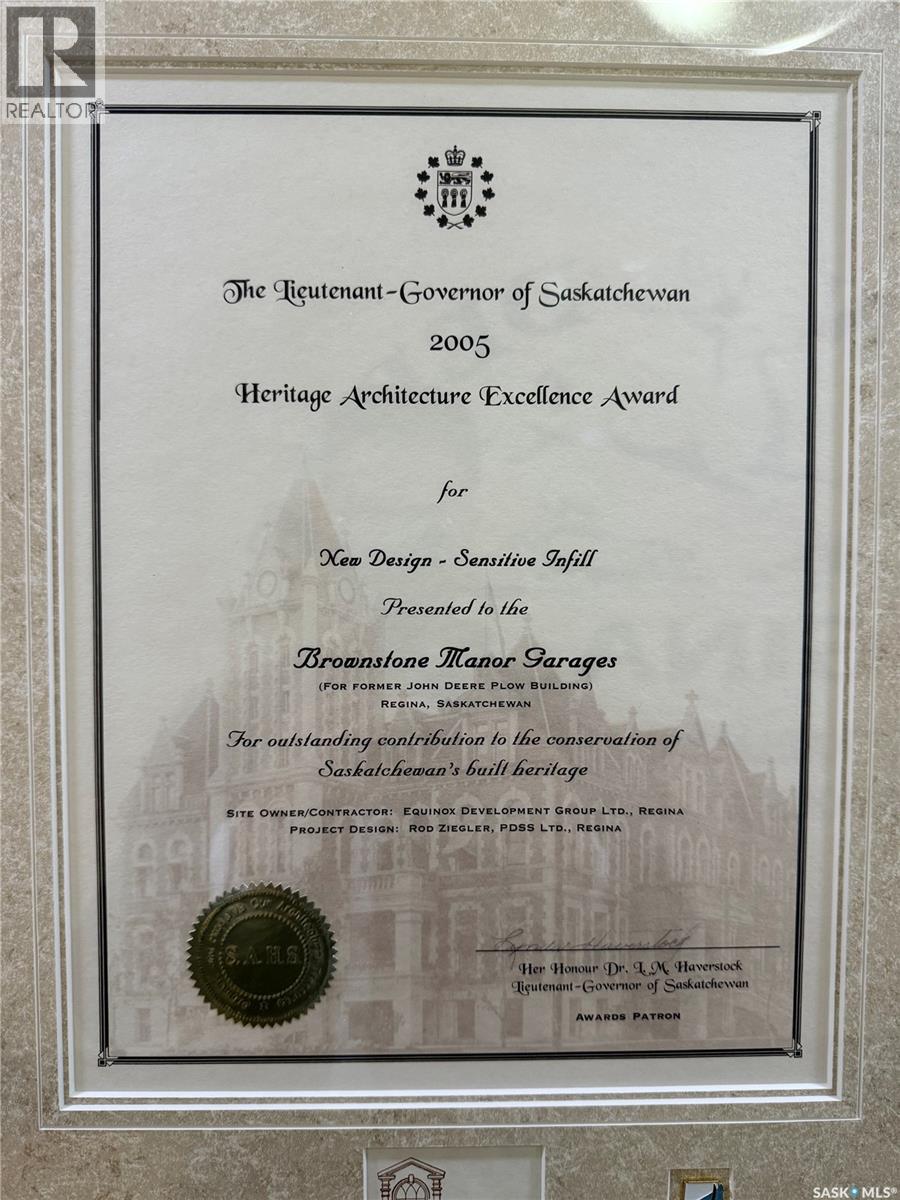 REALTOR®
The Lieutenant-Governor of Saskatchewan
2005
Heritage Architecture Excellence Award
for
New Design - Sensitive Infill
Presented to the
Brownstone Manor Garages
(For former John Deere Plow Building)
Regina, Saskatchewan
For outstanding contribution to the conservation of
Saskatchewan's built heritage
Site Owner/Contractor: Equinox Development Group Ltd., Regina
Project Design: Rod Ziegler, PDSS Ltd., Regina
S.A.H.S.
Her Honour Dr. L.M. Haverstock
Lieutenant-Governor of Saskatchewan
Awards Patron
SASK MLS®